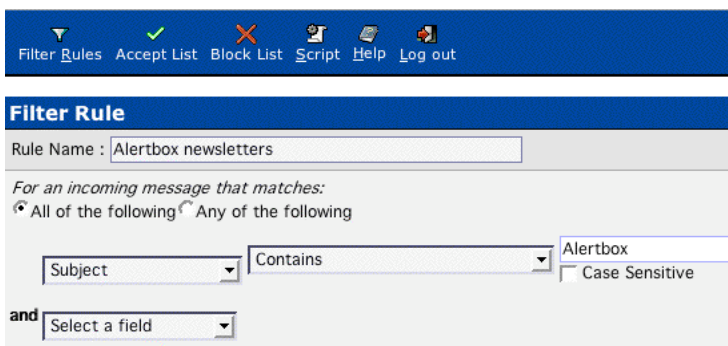 Filter Rules Accept List Block List Script Help Log out
Filter Rule
Rule Name : Alertbox newsletters
For an incoming message that matches:
All of the following Any of the following
Subject Contains Alertbox
Case Sensitive
and Select a field